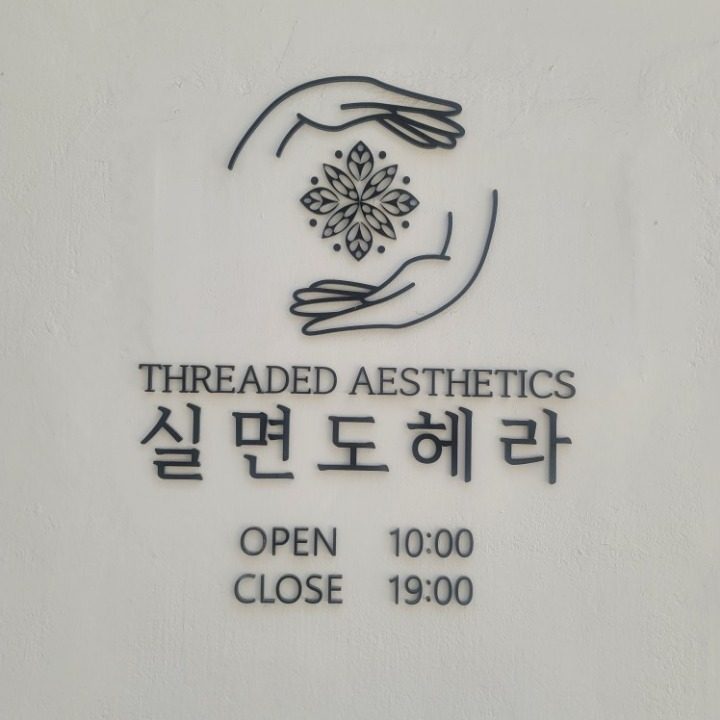 THREADED AESTHETICS
실면도헤라
OPEN 10:00
CLOSE 19:00